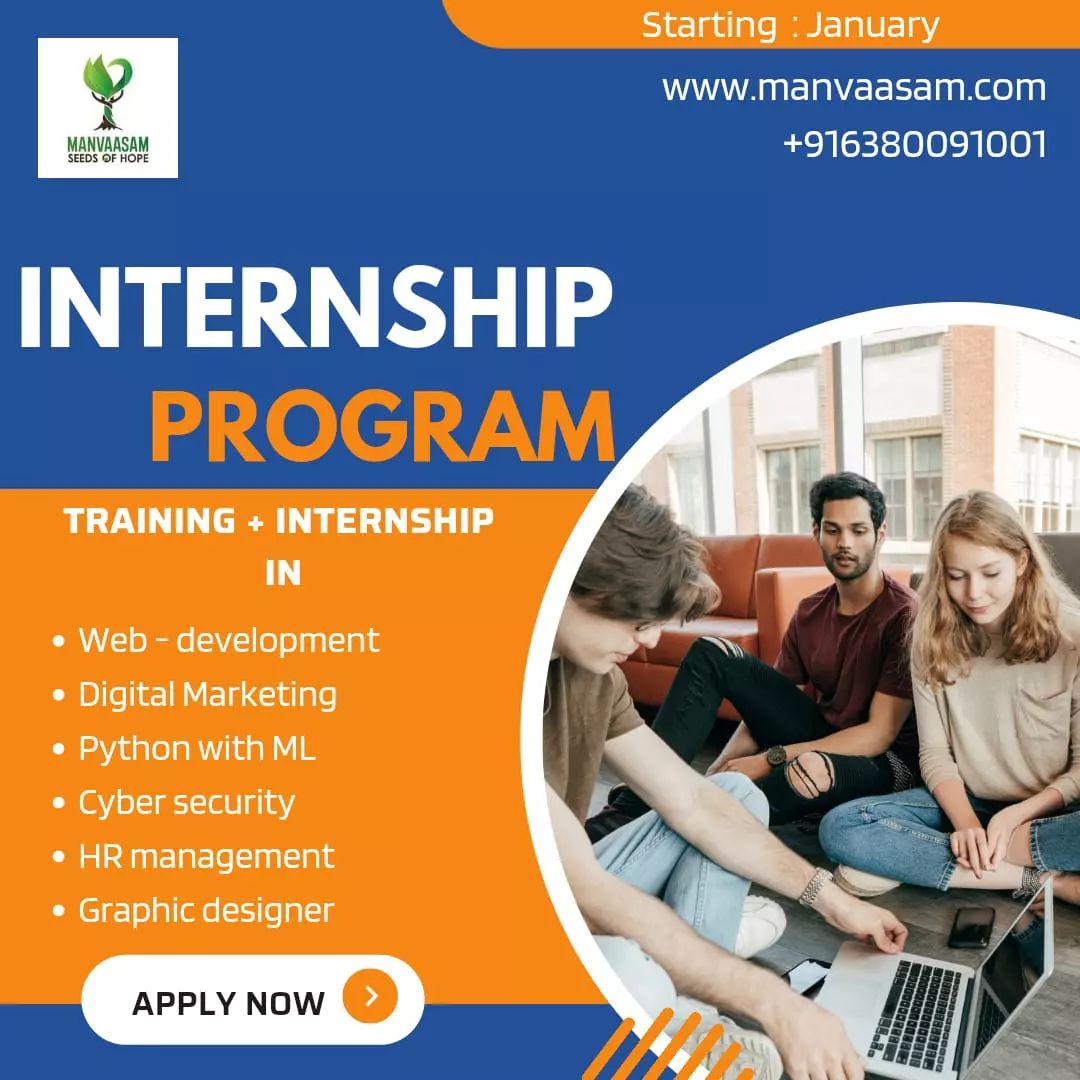 Starting : January
MANVAASAM
SEEDS OF HOPE
www.manvaasam.com
+916380091001
INTERNSHIP
PROGRAM
TRAINING + INTERNSHIP
IN
• Web - development
• Digital Marketing
• Python with ML
• Cyber security
• HR management
• Graphic designer
APPLY NOW